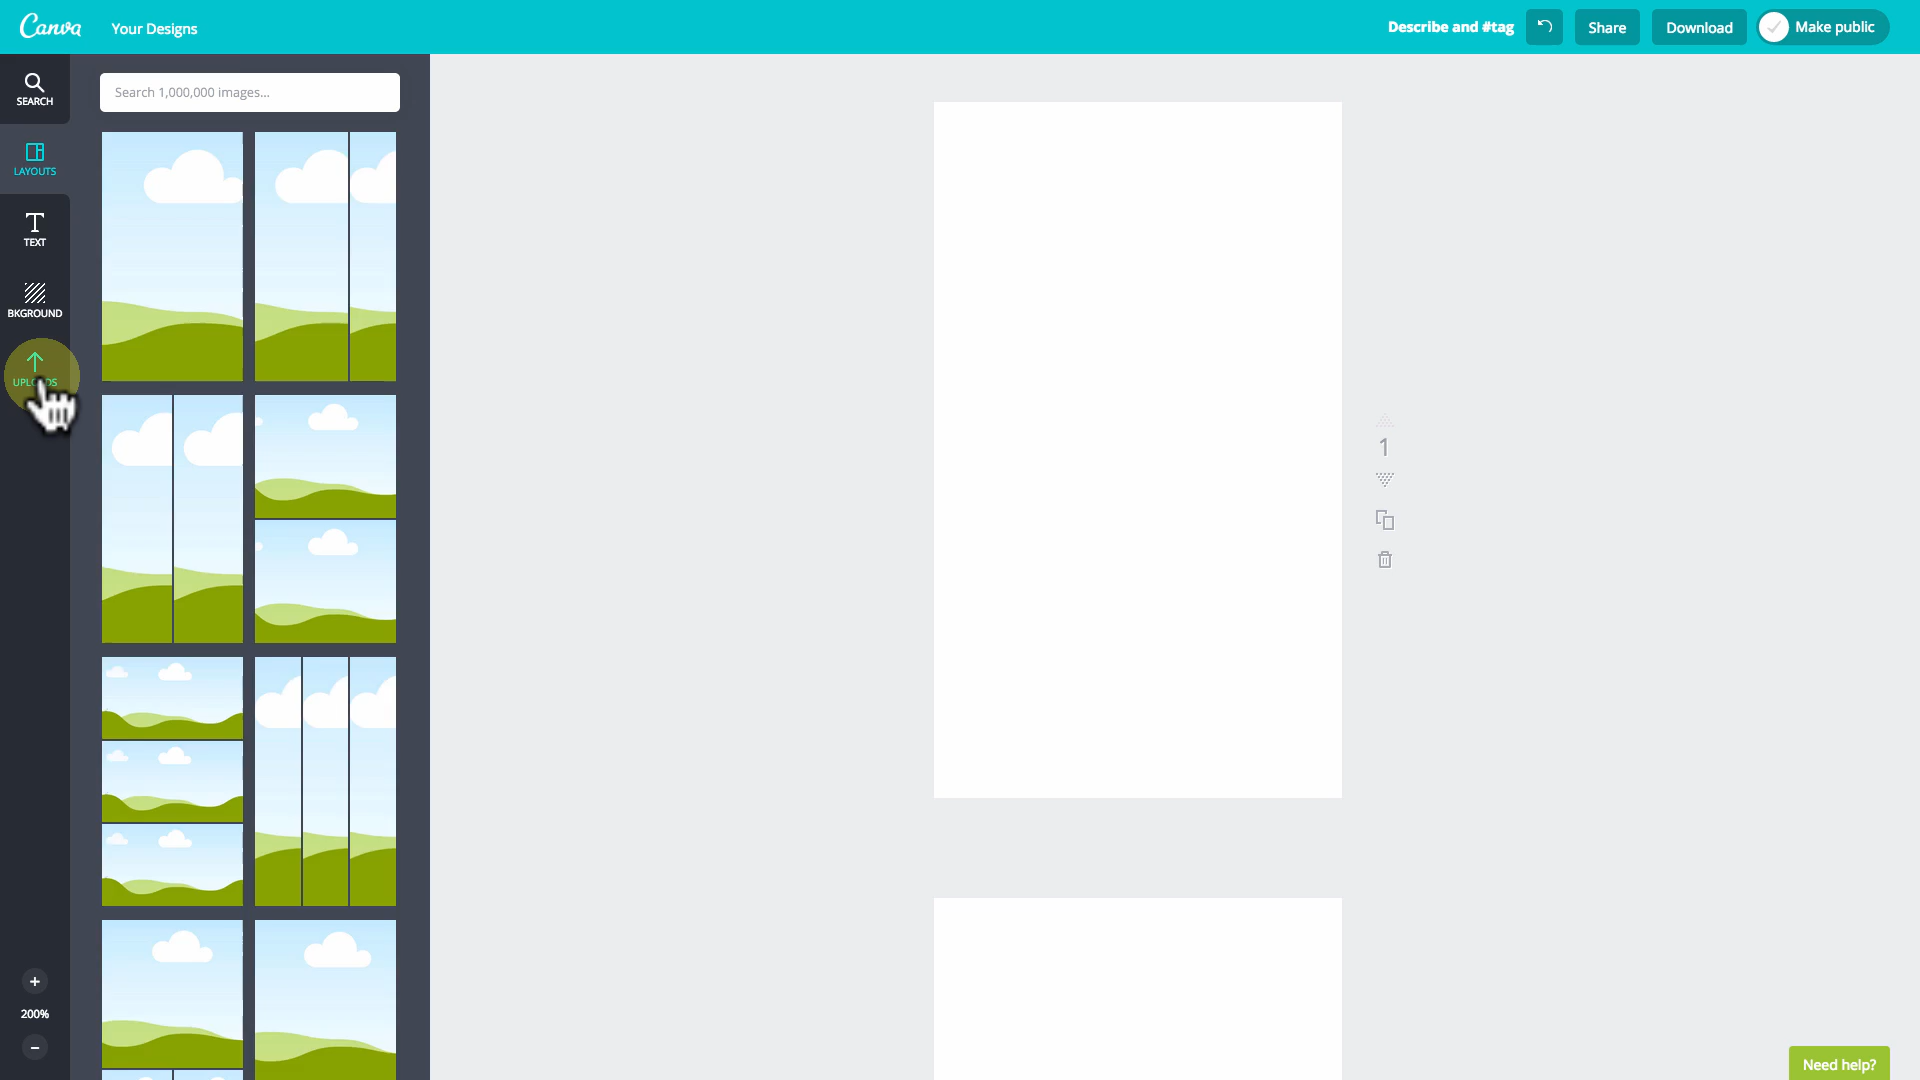 Canva
Your Designs
Describe and #tag
Share
Download
Make public
SEARCH
Search 1,000,000 images...
LAYOUTS
TEXT
BKGROUND
UPLOADS
1
200%
Need help?